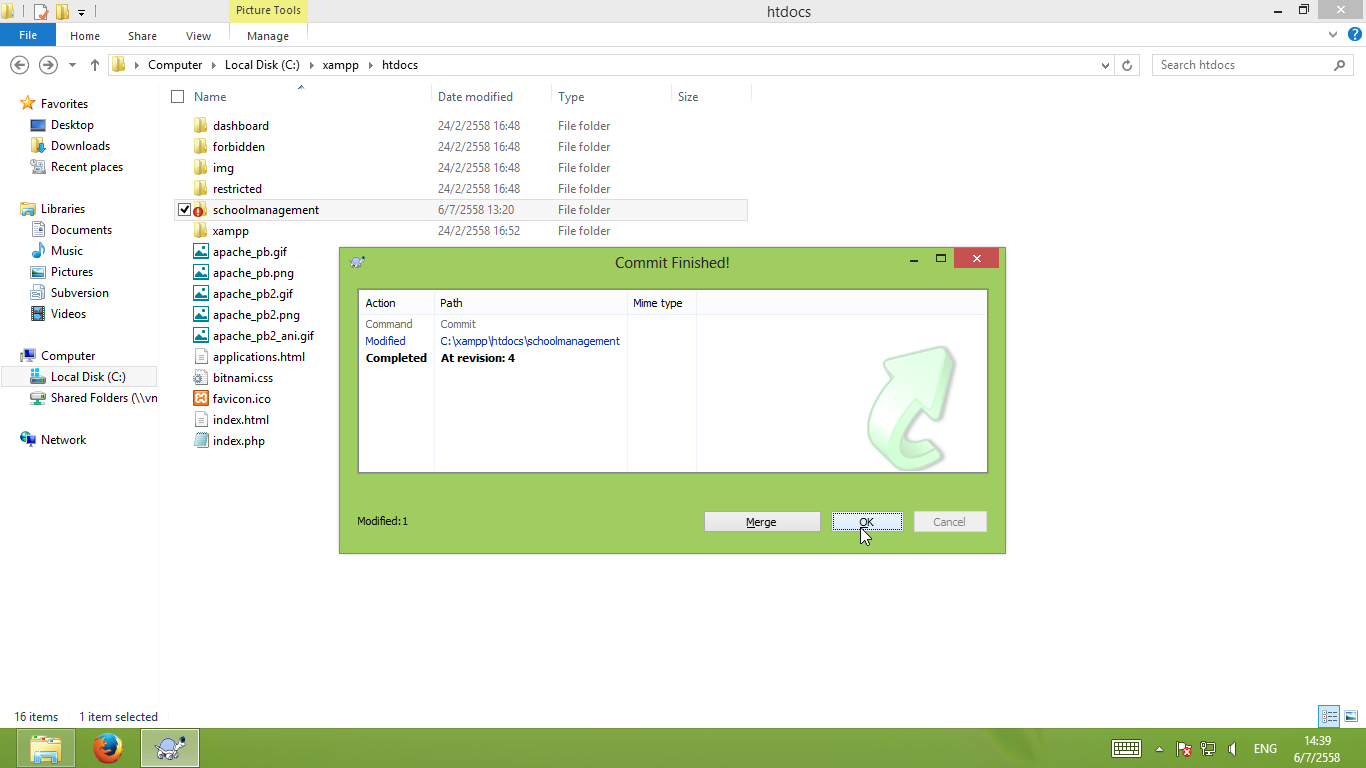 Picture Tools
htdocs
File
Home
Share
View
Manage
Computer
Local Disk (C:)
xampp
htdocs
Search htdocs
Favorites
Desktop
Downloads
Recent places
Libraries
Documents
Music
Pictures
Subversion
Videos
Computer
Local Disk (C:)
Shared Folders (\\vn
Network
Name
Date modified
Type
Size
dashboard 24/2/2558 16:48 File folder
forbidden 24/2/2558 16:48 File folder
img 24/2/2558 16:48 File folder
restricted 24/2/2558 16:48 File folder
schoolmanagement 6/7/2558 13:20 File folder
xampp 24/2/2558 16:52 File folder
apache_pb.gif
apache_pb.png
apache_pb2.gif
apache_pb2.png
apache_pb2_ani.gif
applications.html
bitnami.css
favicon.ico
index.html
index.php
Commit Finished!
Action Path Mime type
Command Commit
Modified C:\xampp\htdocs\schoolmanagement
Completed At revision: 4
Modified:1
Merge
OK
Cancel
16 items 1 item selected
ENG
14:39
6/7/2558